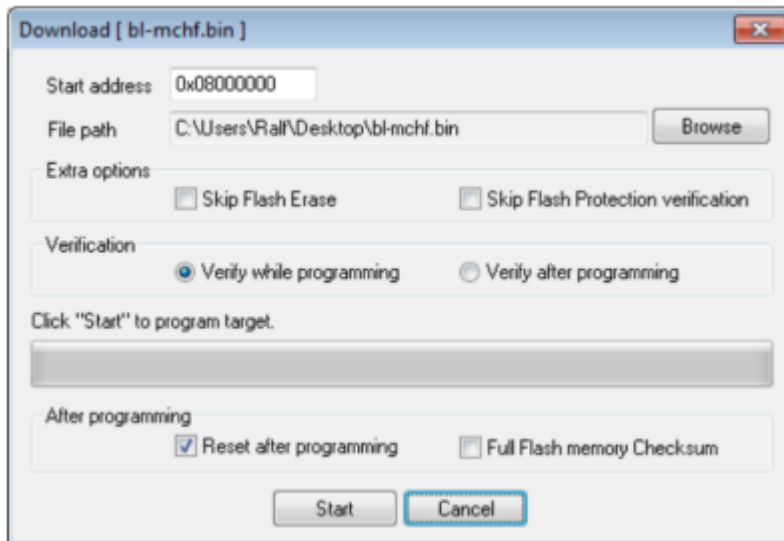 Download [ bl-mchf.bin ]
Start address 0x08000000
File path C:\Users\Ralf\Desktop\bl-mchf.bin Browse
Extra options
Skip Flash Erase Skip Flash Protection verification
Verification
Verify while programming Verify after programming
Click "Start" to program target.
After programming
Reset after programming Full Flash memory Checksum
Start Cancel